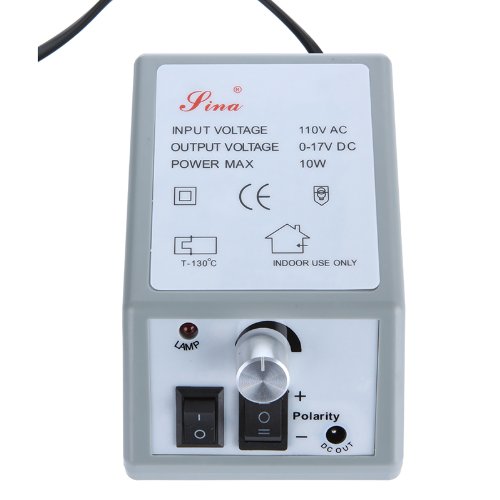 Sina®
INPUT VOLTAGE 110V AC
OUTPUT VOLTAGE 0-17V DC
POWER MAX 10W
CE
T-130°C
INDOOR USE ONLY
LAMP
+
Polarity
−
DC OUT